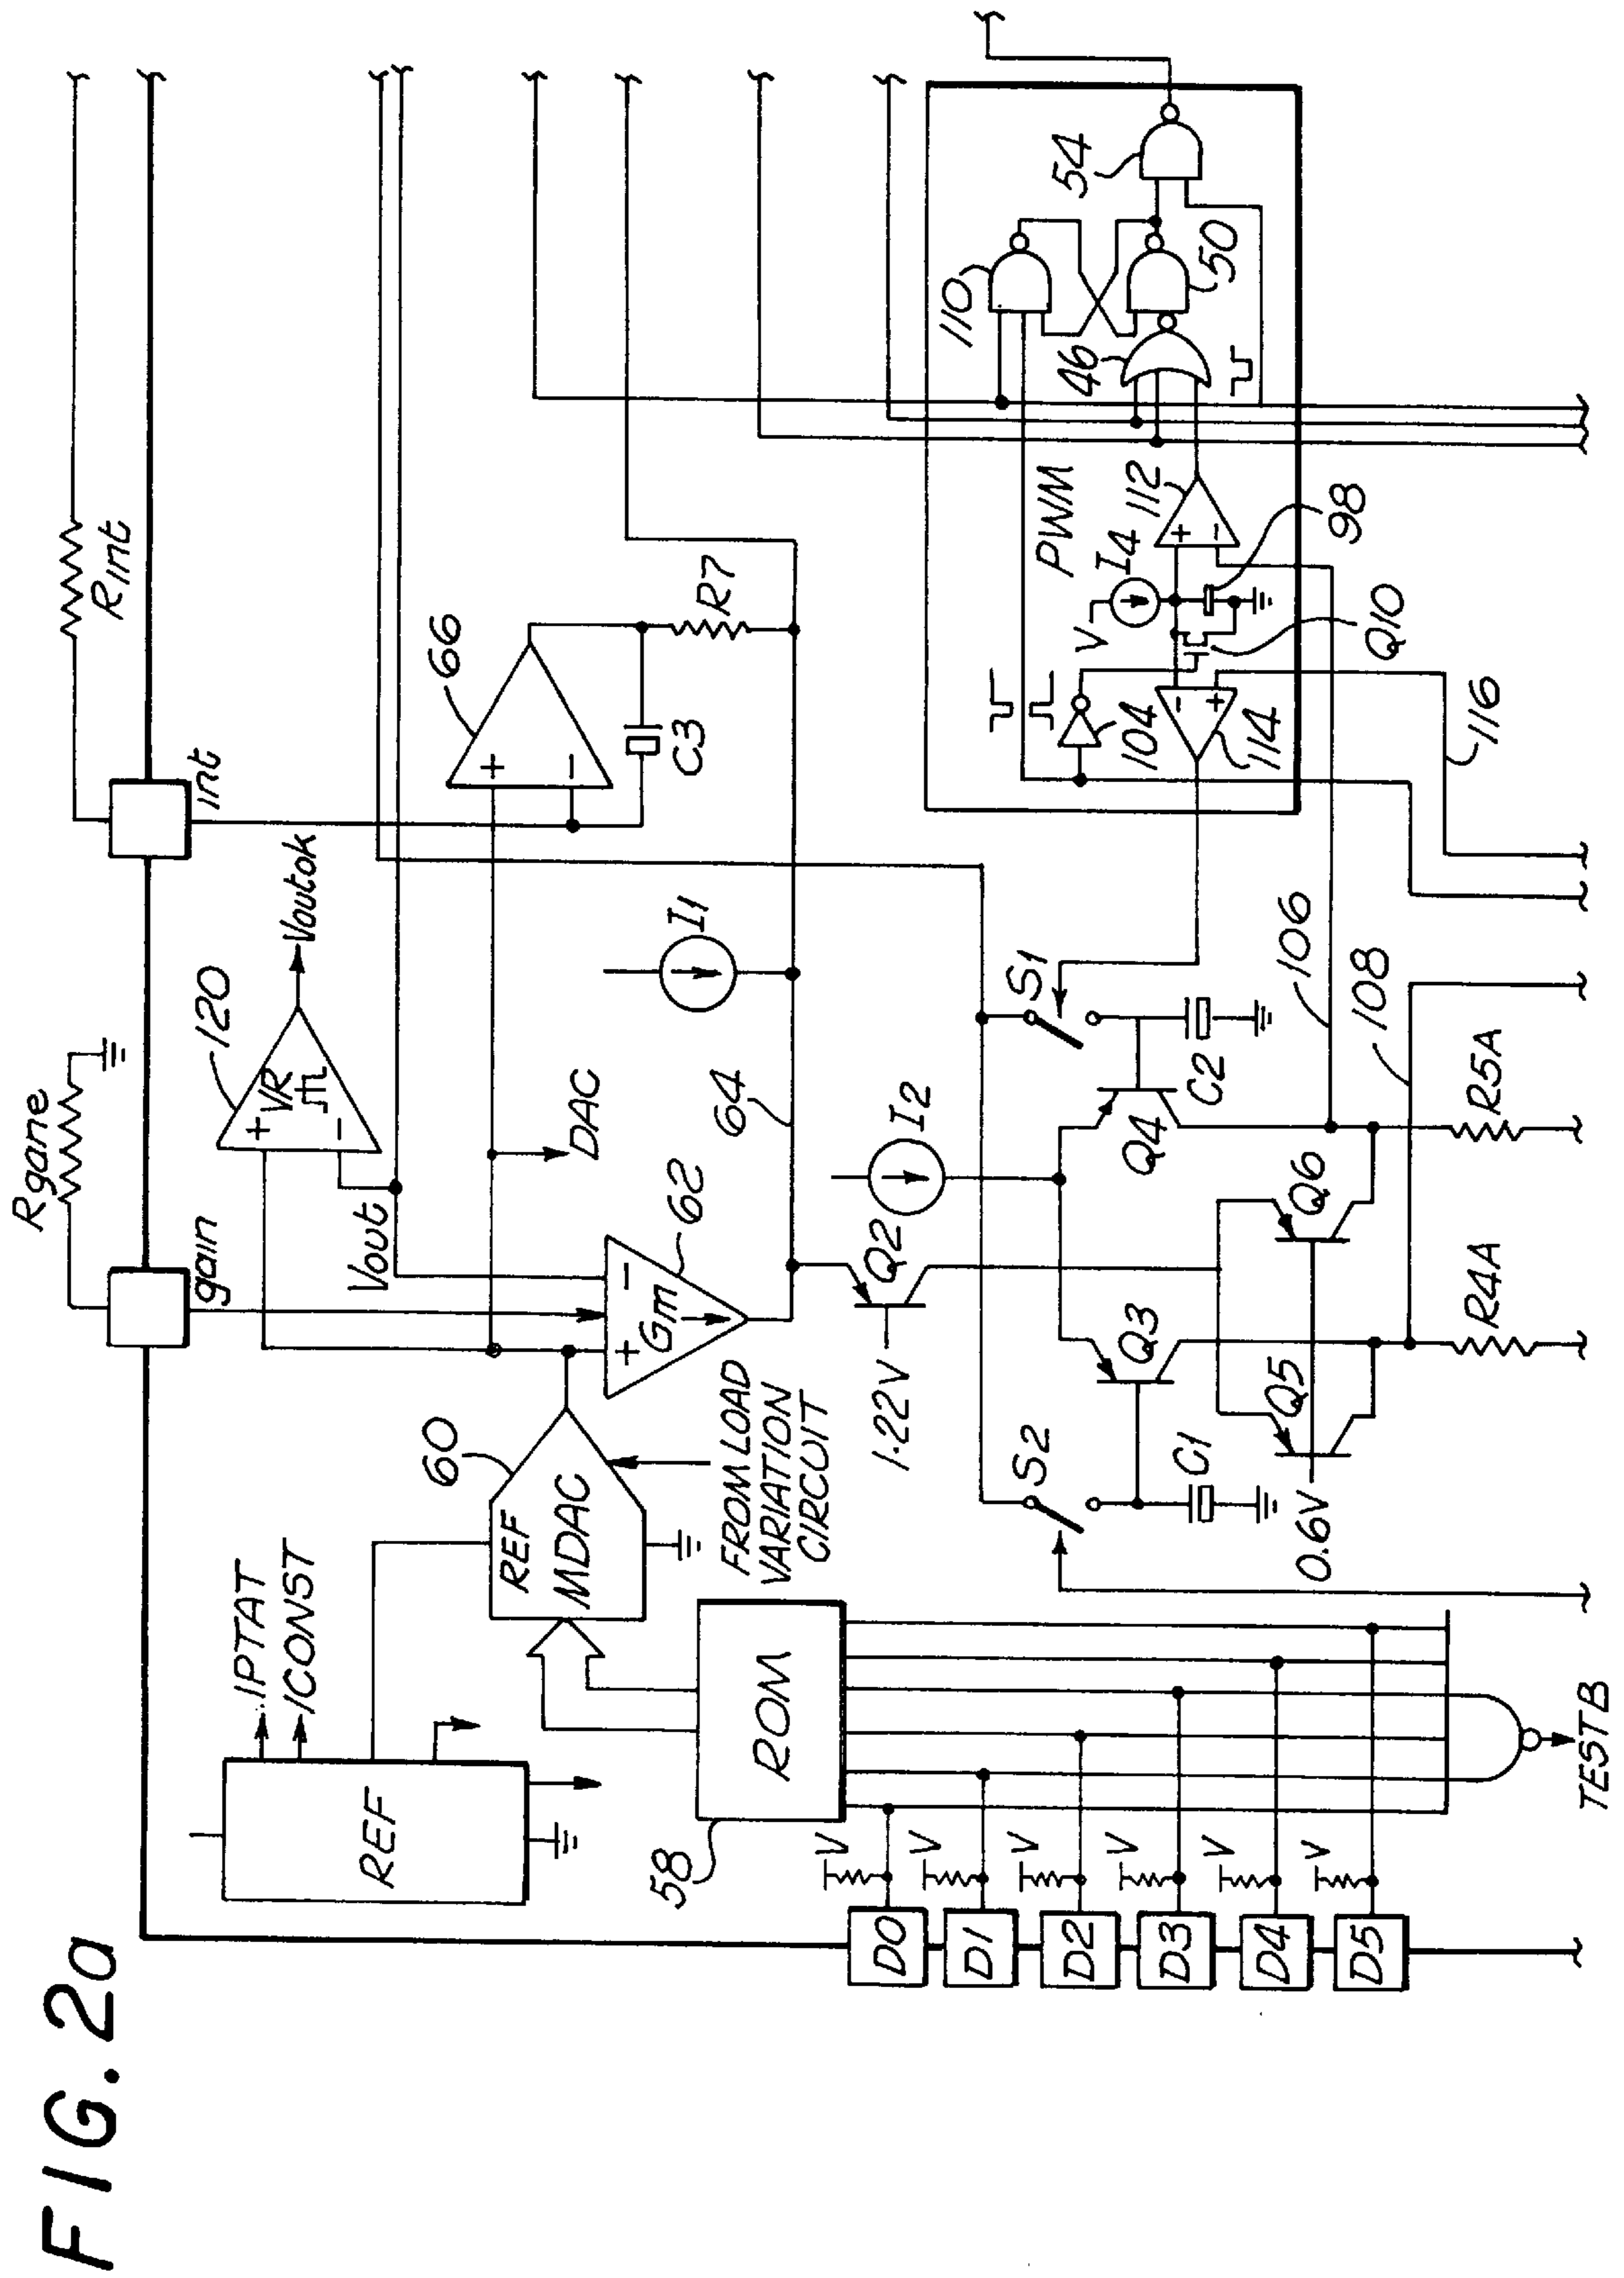 FIG. 2a
Rgane
Rint
gain
int
120
VR
+
−
Voutok
Vout
IPTAT
ICONST
REF
60
REF
MDAC
FROM LOAD
VARIATION
CIRCUIT
DAC
+
−
Gm
62
64
I1
66
+
−
C3
R7
58
ROM
1.22V
Q2
I2
S2
S1
C1
C2
Q3
Q4
Q5
Q6
0.6V
106
108
R4A
R5A
PWM
V
I4
104
114
−
+
112
+
−
98
Q10
116
110
46
50
54
V
V
V
V
V
V
D0
D1
D2
D3
D4
D5
TESTB